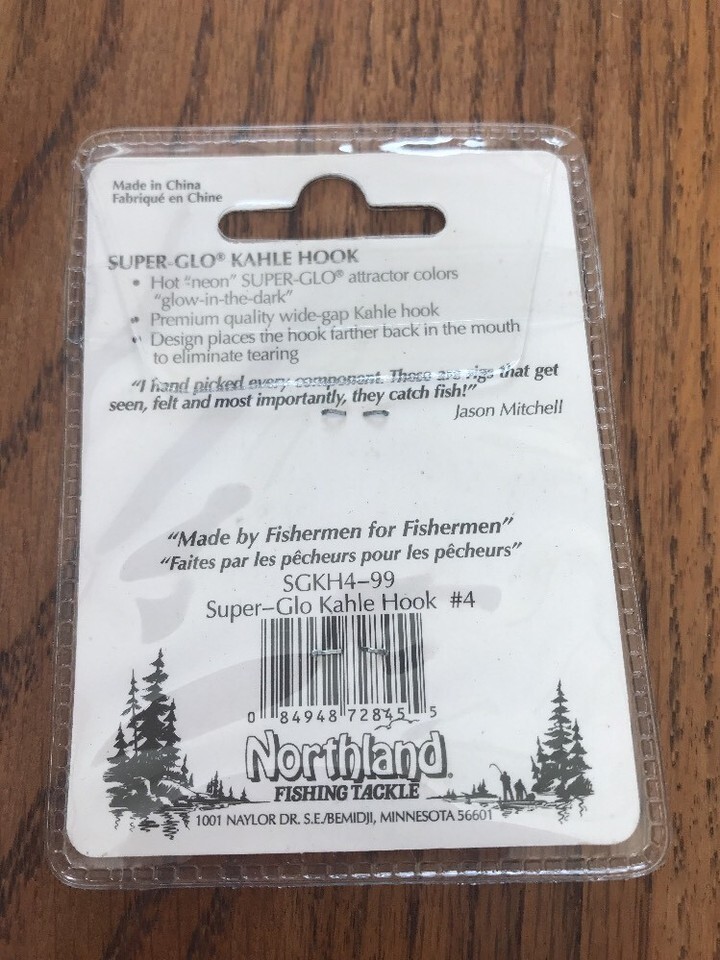 Made in China
Fabriqué en Chine
SUPER-GLO® KAHLE HOOK
• Hot "neon" SUPER-GLO® attractor colors
"glow-in-the-dark"
• Premium quality wide-gap Kahle hook
• Design places the hook farther back in the mouth
to eliminate tearing
"I hand picked every component. These are rigs that get
seen, felt and most importantly, they catch fish!"
Jason Mitchell
"Made by Fishermen for Fishermen"
"Faites par les pêcheurs pour les pêcheurs"
SGKH4-99
Super-Glo Kahle Hook #4
0 84948 72845 5
Northland®
FISHING TACKLE
1001 NAYLOR DR. S.E./BEMIDJI, MINNESOTA 56601